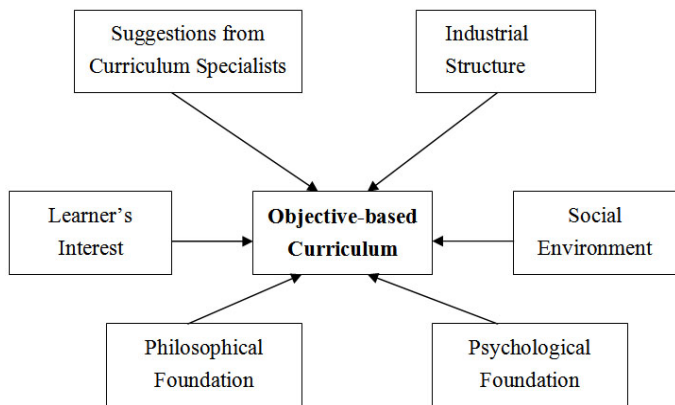 Suggestions from
Curriculum Specialists
Industrial
Structure
Learner's
Interest
Objective-based
Curriculum
Social
Environment
Philosophical
Foundation
Psychological
Foundation